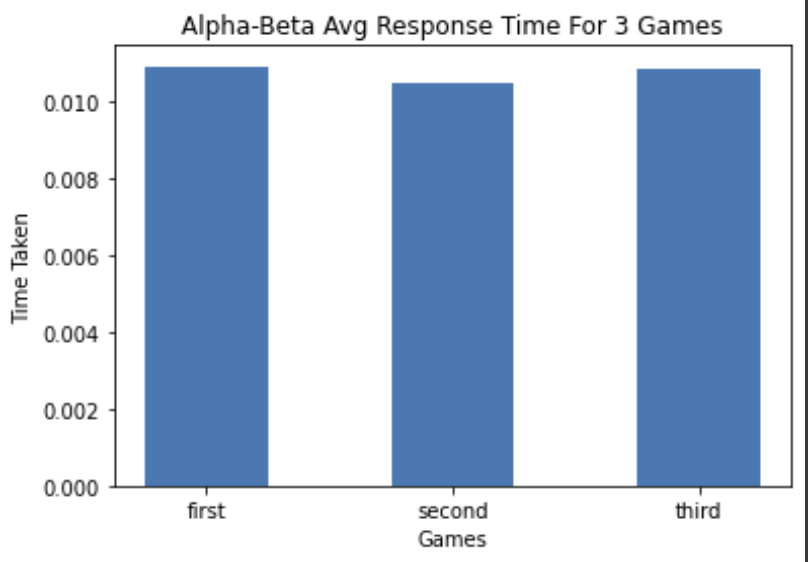 Alpha-Beta Avg Response Time For 3 Games
0.010
0.008
0.006
0.004
0.002
0.000
Time Taken
first second third
Games